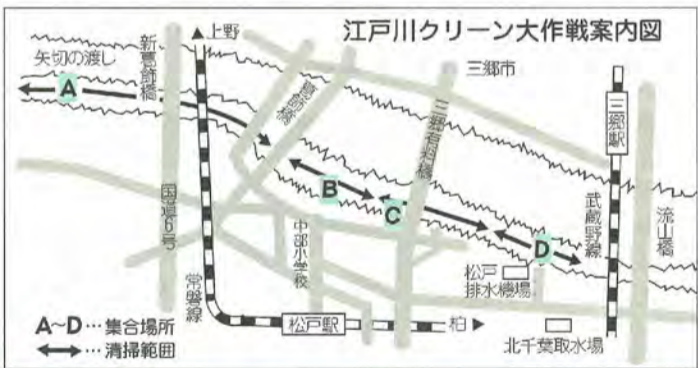 江戸川クリーン大作戦案内図
▲上野
矢切の渡し
新葛飾橋
葛飾橋
三郷市
三郷有料橋
三郷駅
A
B
C
D
国道6号
常磐線
中部小学校
武蔵野線
流山橋
松戸
排水機場
松戸駅
柏▶
北千葉取水場
A~D…集合場所
↔…清掃範囲